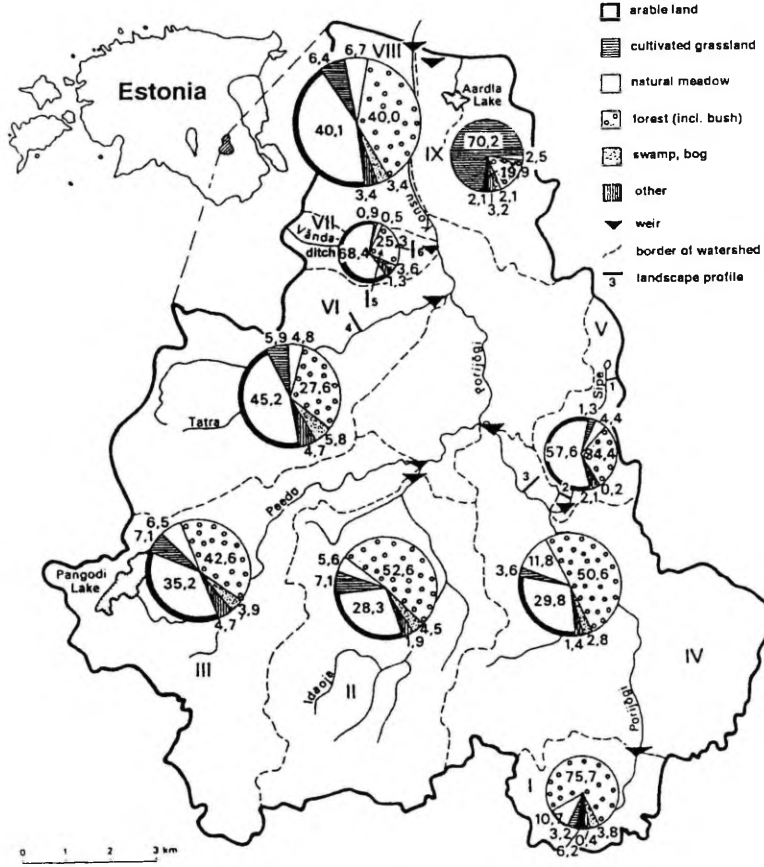 Estonia
arable land
cultivated grassland
natural meadow
forest (incl. bush)
swamp, bog
other
weir
border of watershed
3 landscape profile
VIII
6,4 6,7
40,1 40,0
3,4 3,4
Aardla
Lake
IX
70,2
2,5
19,9
2,1 3,2 2,1
VII
Vända-
ditch
0,9 0,5
68,4 25,3
3,6
1,3
I5
I6
VI
4
5,9 4,8
45,2 27,6
4,7 5,8
Tatra
Porijõgi
V
Sipe
1
1,3 4,4
57,6 34,4
2,1 0,2
2
3
Peedo
Pangodi
Lake
6,5
7,1
42,6
35,2
3,9
4,7
III
5,6
7,1
52,6
28,3
4,5
1,9
Idaoja
II
11,8
3,6
50,6
29,8
2,8
1,4
IV
Porijõgi
I
75,7
10,7
3,2
6,2
0,4
3,8
0 1 2 3 km